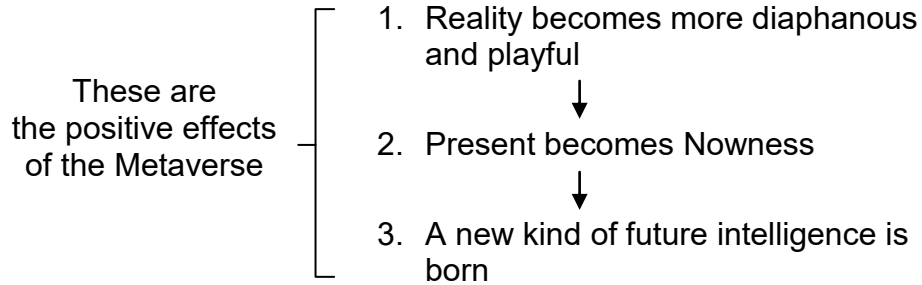 These are
the positive effects
of the Metaverse
1. Reality becomes more diaphanous
and playful
2. Present becomes Nowness
3. A new kind of future intelligence is
born